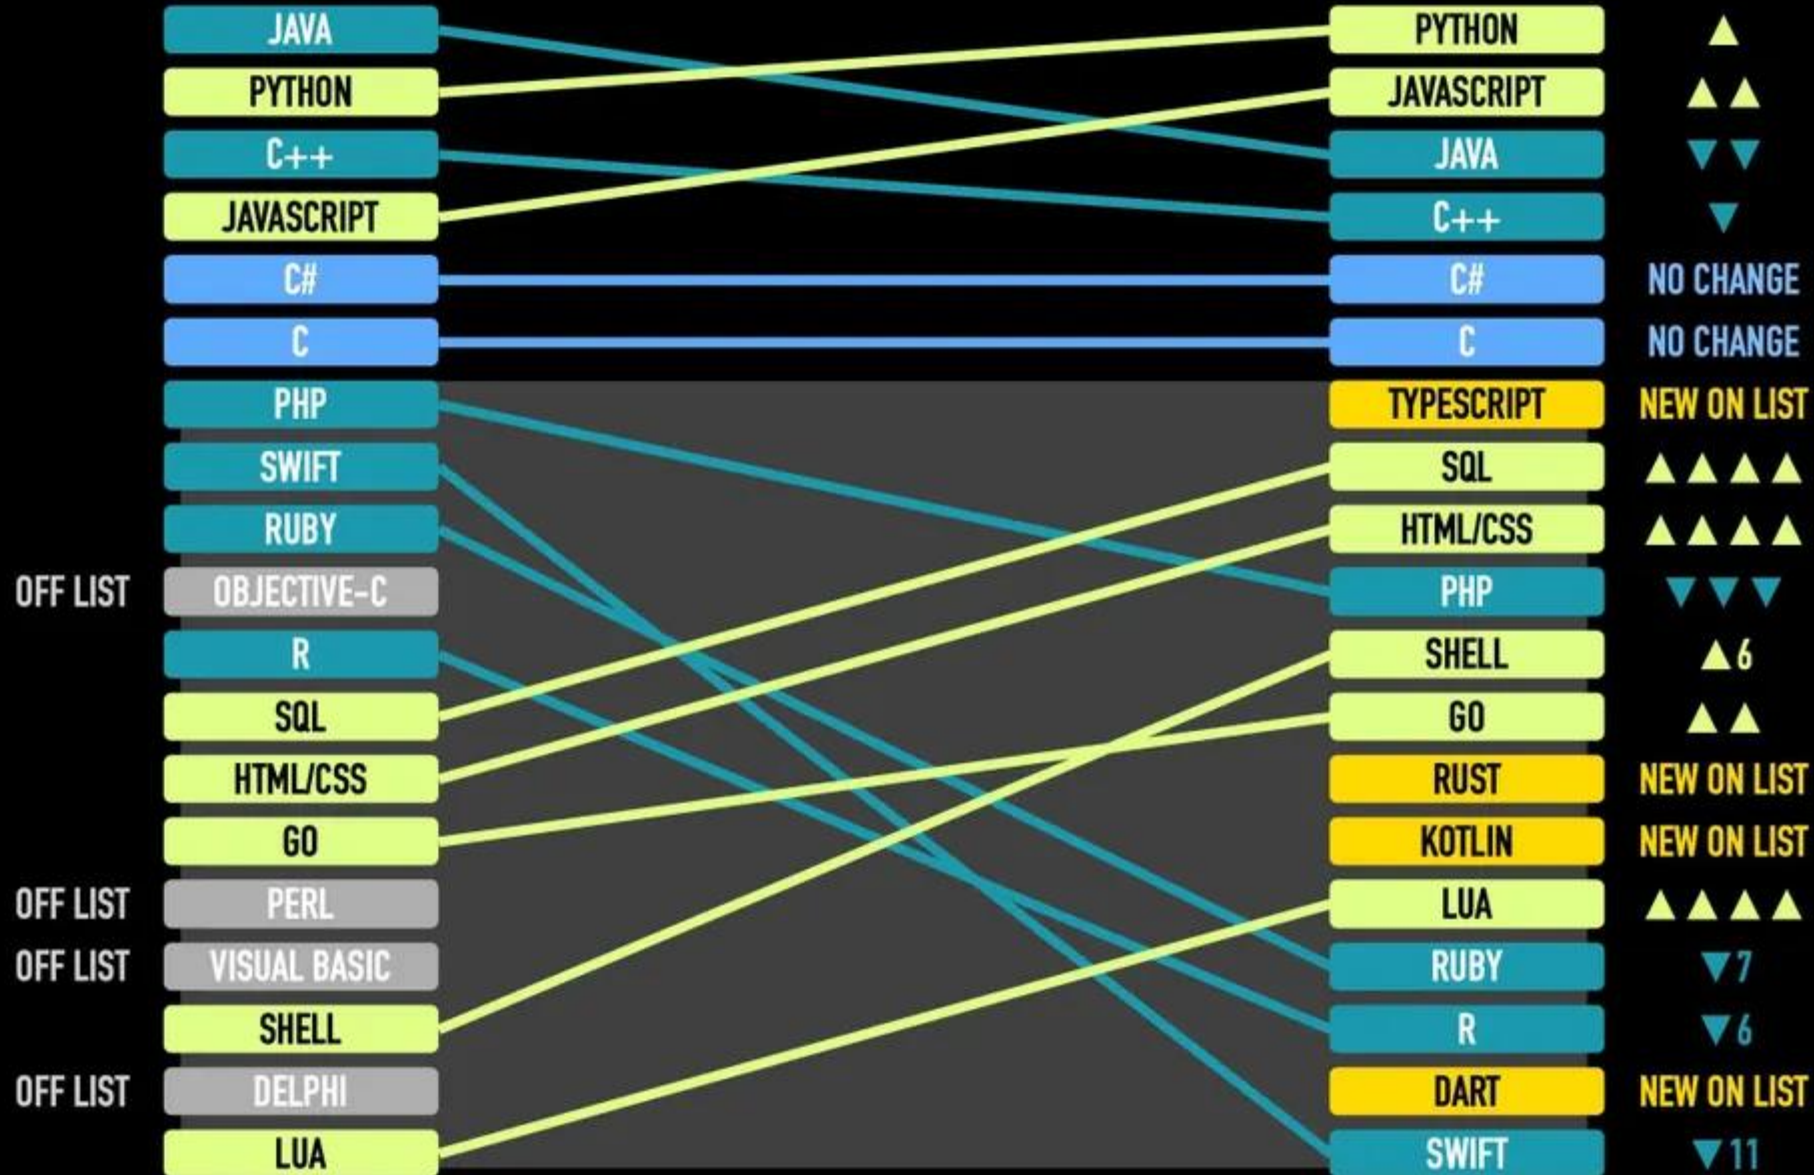 JAVA PYTHON ▲
PYTHON JAVASCRIPT ▲▲
C++ JAVA ▼▼
JAVASCRIPT C++ ▼
C# C# NO CHANGE
C C NO CHANGE
PHP TYPESCRIPT NEW ON LIST
SWIFT SQL ▲▲▲▲
RUBY HTML/CSS ▲▲▲▲
OFF LIST OBJECTIVE-C PHP ▼▼▼
R SHELL ▲6
SQL GO ▲▲
HTML/CSS RUST NEW ON LIST
GO KOTLIN NEW ON LIST
OFF LIST PERL LUA ▲▲▲▲
OFF LIST VISUAL BASIC RUBY ▼7
SHELL R ▼6
OFF LIST DELPHI DART NEW ON LIST
LUA SWIFT ▼11